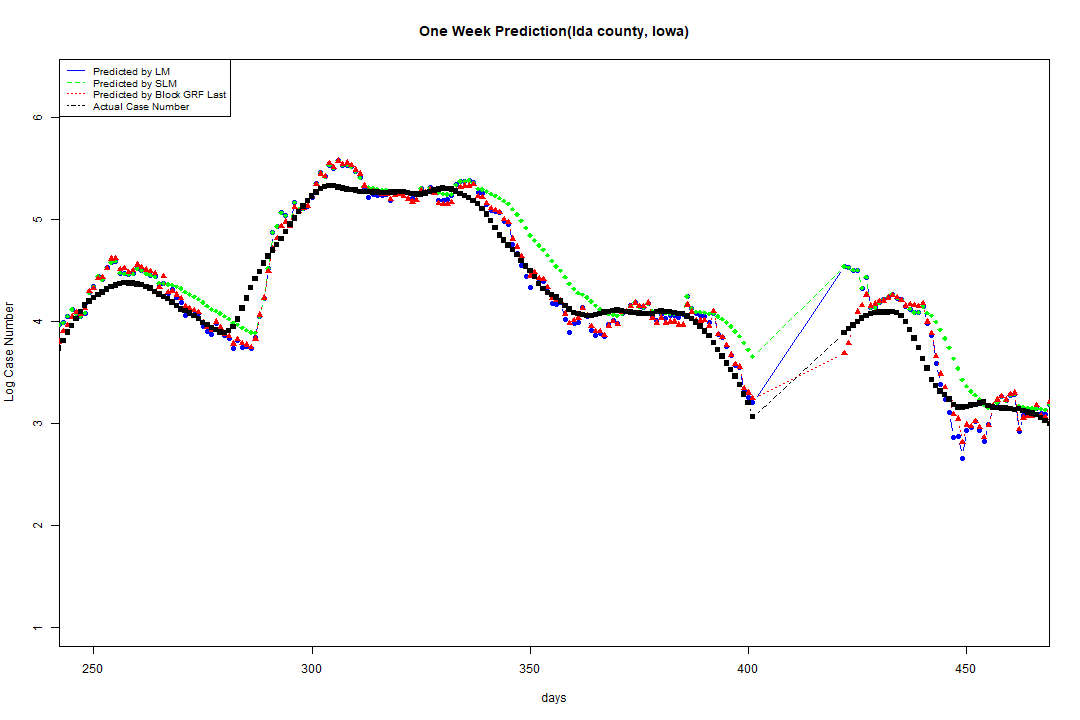 One Week Prediction(Ida county, Iowa)
Predicted by LM
Predicted by SLM
Predicted by Block GRF Last
Actual Case Number
6
5
4
3
2
1
Log Case Number
250 300 350 400 450
days